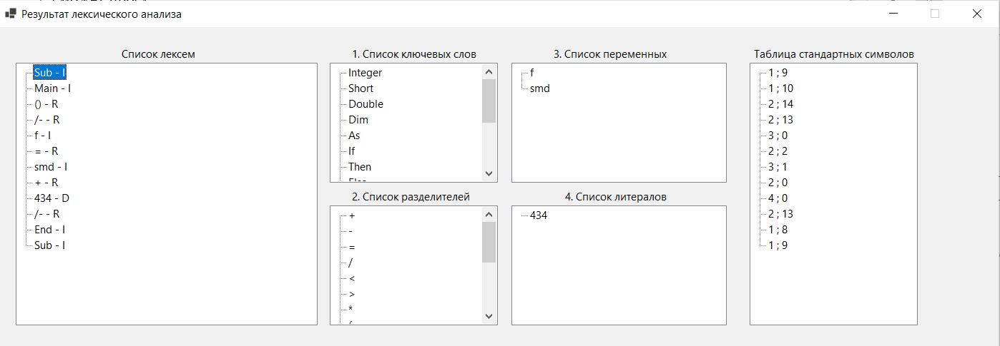 Результат лексического анализа
Список лексем
Sub - I
Main - I
() - R
/- - R
f - I
= - R
smd - I
+ - R
434 - D
/- - R
End - I
Sub - I
1. Список ключевых слов
Integer
Short
Double
Dim
As
If
Then
2. Список разделителей
+
-
=
/
<
>
*
3. Список переменных
f
smd
4. Список литералов
434
Таблица стандартных символов
1 ; 9
1 ; 10
2 ; 14
2 ; 13
3 ; 0
2 ; 2
3 ; 1
2 ; 0
4 ; 0
2 ; 13
1 ; 8
1 ; 9